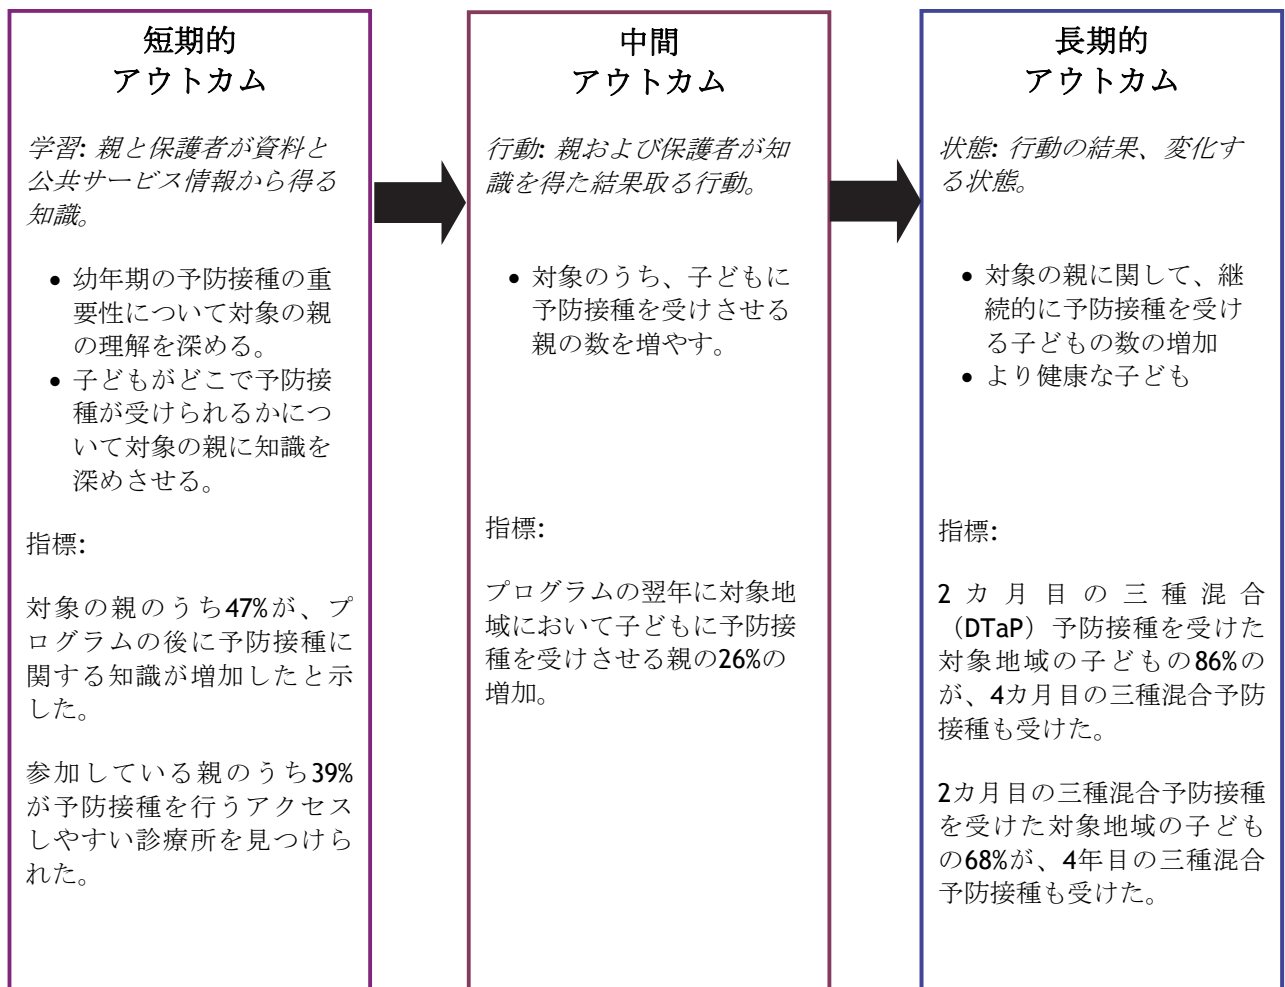 短期的
アウトカム
学習: 親と保護者が資料と
公共サービス情報から得る
知識。
• 幼年期の予防接種の重
要性について対象の親
の理解を深める。
• 子どもがどこで予防接
種が受けられるかにつ
いて対象の親に知識を
深めさせる。
指標:
対象の親のうち47%が、プ
ログラムの後に予防接種に
関する知識が増加したと示
した。
参加している親のうち39%
が予防接種を行うアクセス
しやすい診療所を見つけら
れた。
中間
アウトカム
行動: 親および保護者が知
識を得た結果取る行動。
• 対象のうち、子どもに
予防接種を受けさせる
親の数を増やす。
指標:
プログラムの翌年に対象地
域において子どもに予防接
種を受けさせる親の26%の
増加。
長期的
アウトカム
状態: 行動の結果、変化す
る状態。
• 対象の親に関して、継
続的に予防接種を受け
る子どもの数の増加
• より健康な子ども
指標:
2カ月目の三種混合
（DTaP）予防接種を受けた
対象地域の子どもの86%の
が、4カ月目の三種混合予防
接種も受けた。
2カ月目の三種混合予防接種
を受けた対象地域の子ども
の68%が、4年目の三種混合
予防接種も受けた。